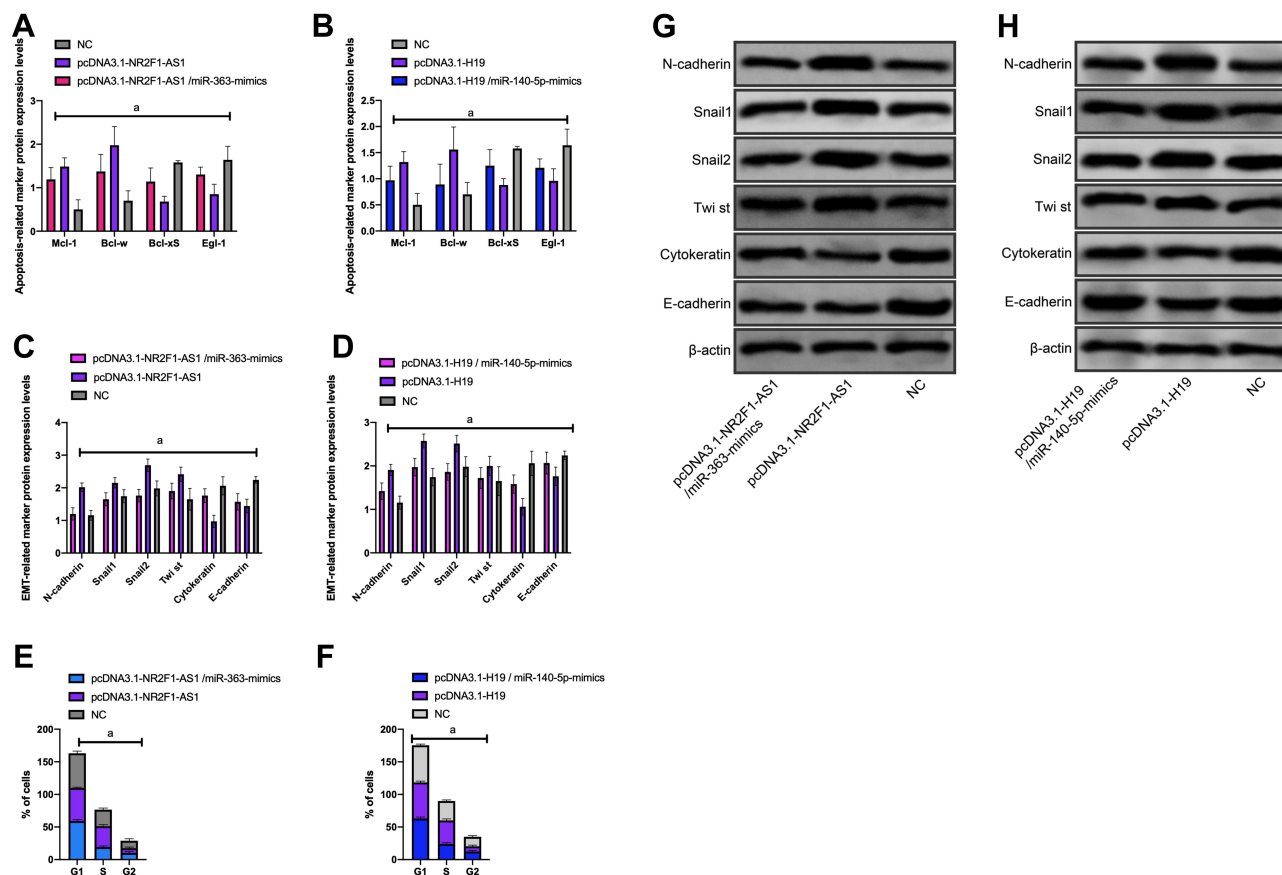 A
Apoptosis-related marker protein expression levels
NC
pcDNA3.1-NR2F1-AS1
pcDNA3.1-NR2F1-AS1 /miR-363-mimics
a
3
2
1
0
Mcl-1 Bcl-w Bcl-xS Egl-1
B
Apoptosis-related marker protein expression levels
NC
pcDNA3.1-H19
pcDNA3.1-H19 /miR-140-5p-mimics
a
2.5
2.0
1.5
1.0
0.5
0.0
Mcl-1 Bcl-w Bcl-xS Egl-1
C
EMT-related marker protein expression levels
pcDNA3.1-NR2F1-AS1 /miR-363-mimics
pcDNA3.1-NR2F1-AS1
NC
a
4
3
2
1
0
N-cadherin Snail1 Snail2 Twi st Cytokeratin E-cadherin
D
EMT-related marker protein expression levels
pcDNA3.1-H19 / miR-140-5p-mimics
pcDNA3.1-H19
NC
a
3
2
1
0
N-cadherin Snail1 Snail2 Twi st Cytokeratin E-cadherin
E
pcDNA3.1-NR2F1-AS1 /miR-363-mimics
pcDNA3.1-NR2F1-AS1
NC
% of cells
a
200
150
100
50
0
G1 S G2
F
pcDNA3.1-H19 / miR-140-5p-mimics
pcDNA3.1-H19
NC
% of cells
a
200
150
100
50
0
G1 S G2
G
N-cadherin
Snail1
Snail2
Twi st
Cytokeratin
E-cadherin
β-actin
pcDNA3.1-NR2F1-AS1
/miR-363-mimics
pcDNA3.1-NR2F1-AS1
NC
H
N-cadherin
Snail1
Snail2
Twi st
Cytokeratin
E-cadherin
β-actin
pcDNA3.1-H19
/miR-140-5p-mimics
pcDNA3.1-H19
NC